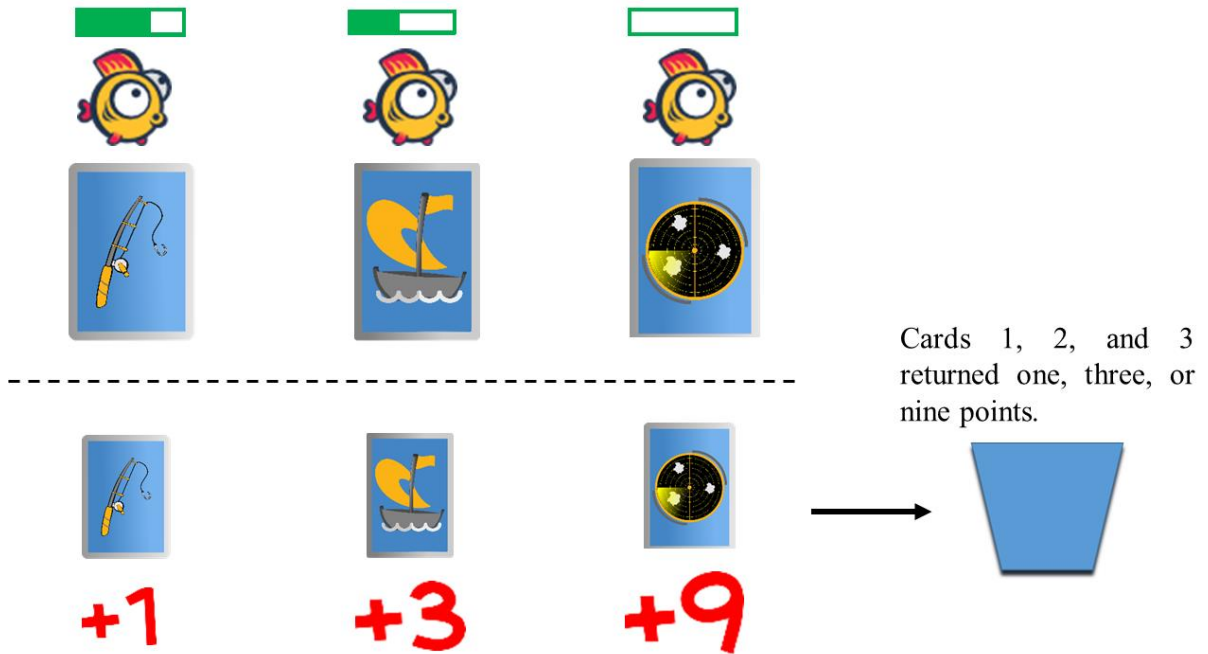 Cards 1, 2, and 3
returned one, three, or
nine points.
+1
+3
+9